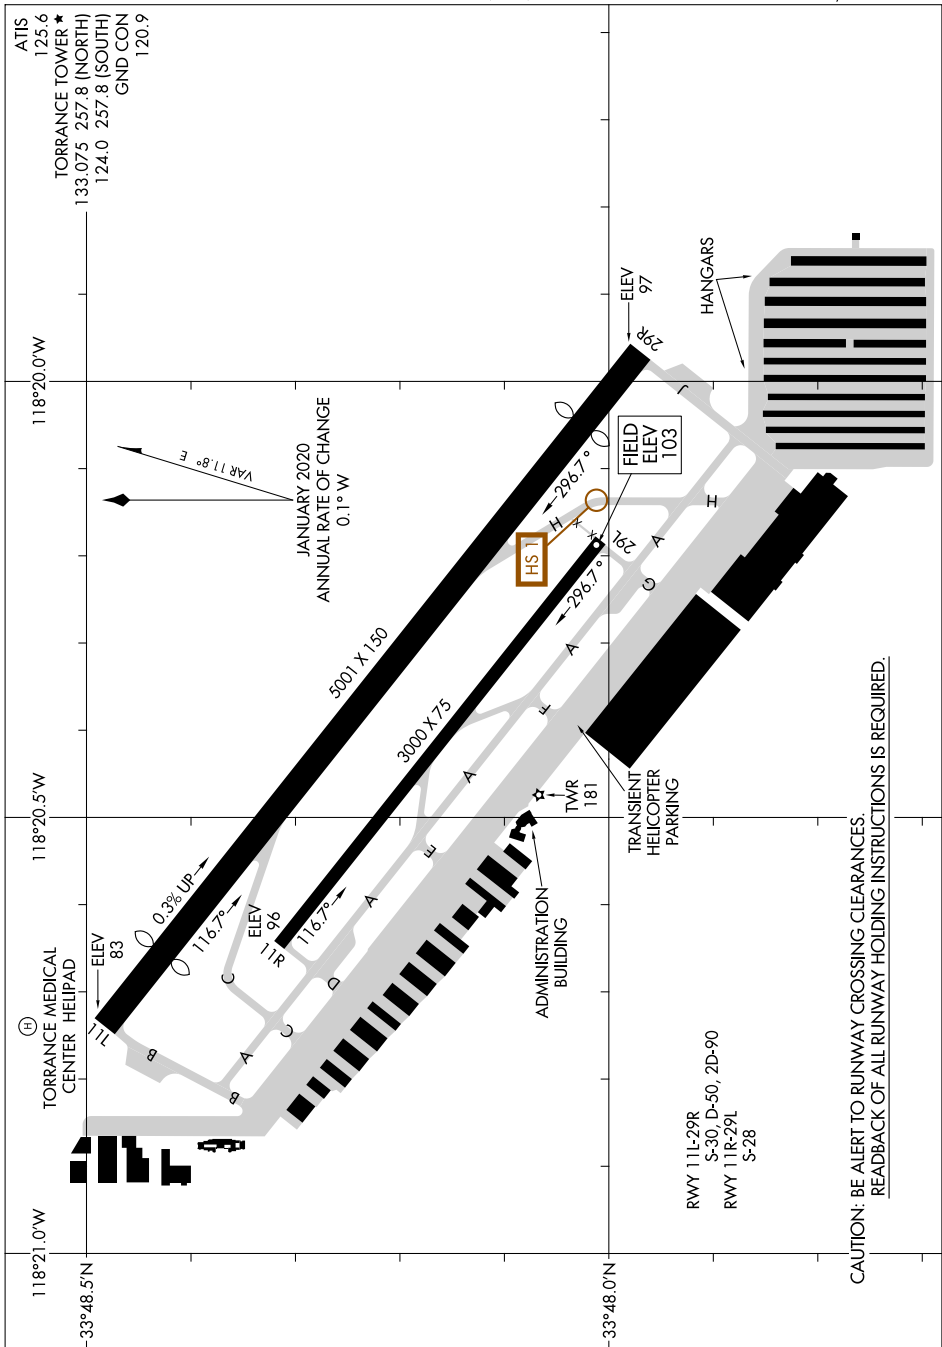 ATIS
125.6
TORRANCE TOWER ★
133.075 257.8 (NORTH)
124.0 257.8 (SOUTH)
GND CON
120.9
118°21.0'W
118°20.5'W
118°20.0'W
33°48.5'N
33°48.0'N
H
TORRANCE MEDICAL
CENTER HELIPAD
ELEV
83
11L
0.3% UP
116.7°
ELEV
96
11R
116.7°
5001 X 150
3000 X 75
VAR 11.8° E
JANUARY 2020
ANNUAL RATE OF CHANGE
0.1° W
HS 1
296.7°
296.7°
FIELD
ELEV
103
29L
29R
ELEV
97
HANGARS
B
B
A
C
C
D
A
E
A
F
A
G
A
H
H
J
X
X
TWR
181
ADMINISTRATION
BUILDING
TRANSIENT
HELICOPTER
PARKING
RWY 11L-29R
S-30, D-50, 2D-90
RWY 11R-29L
S-28
CAUTION: BE ALERT TO RUNWAY CROSSING CLEARANCES.
READBACK OF ALL RUNWAY HOLDING INSTRUCTIONS IS REQUIRED.